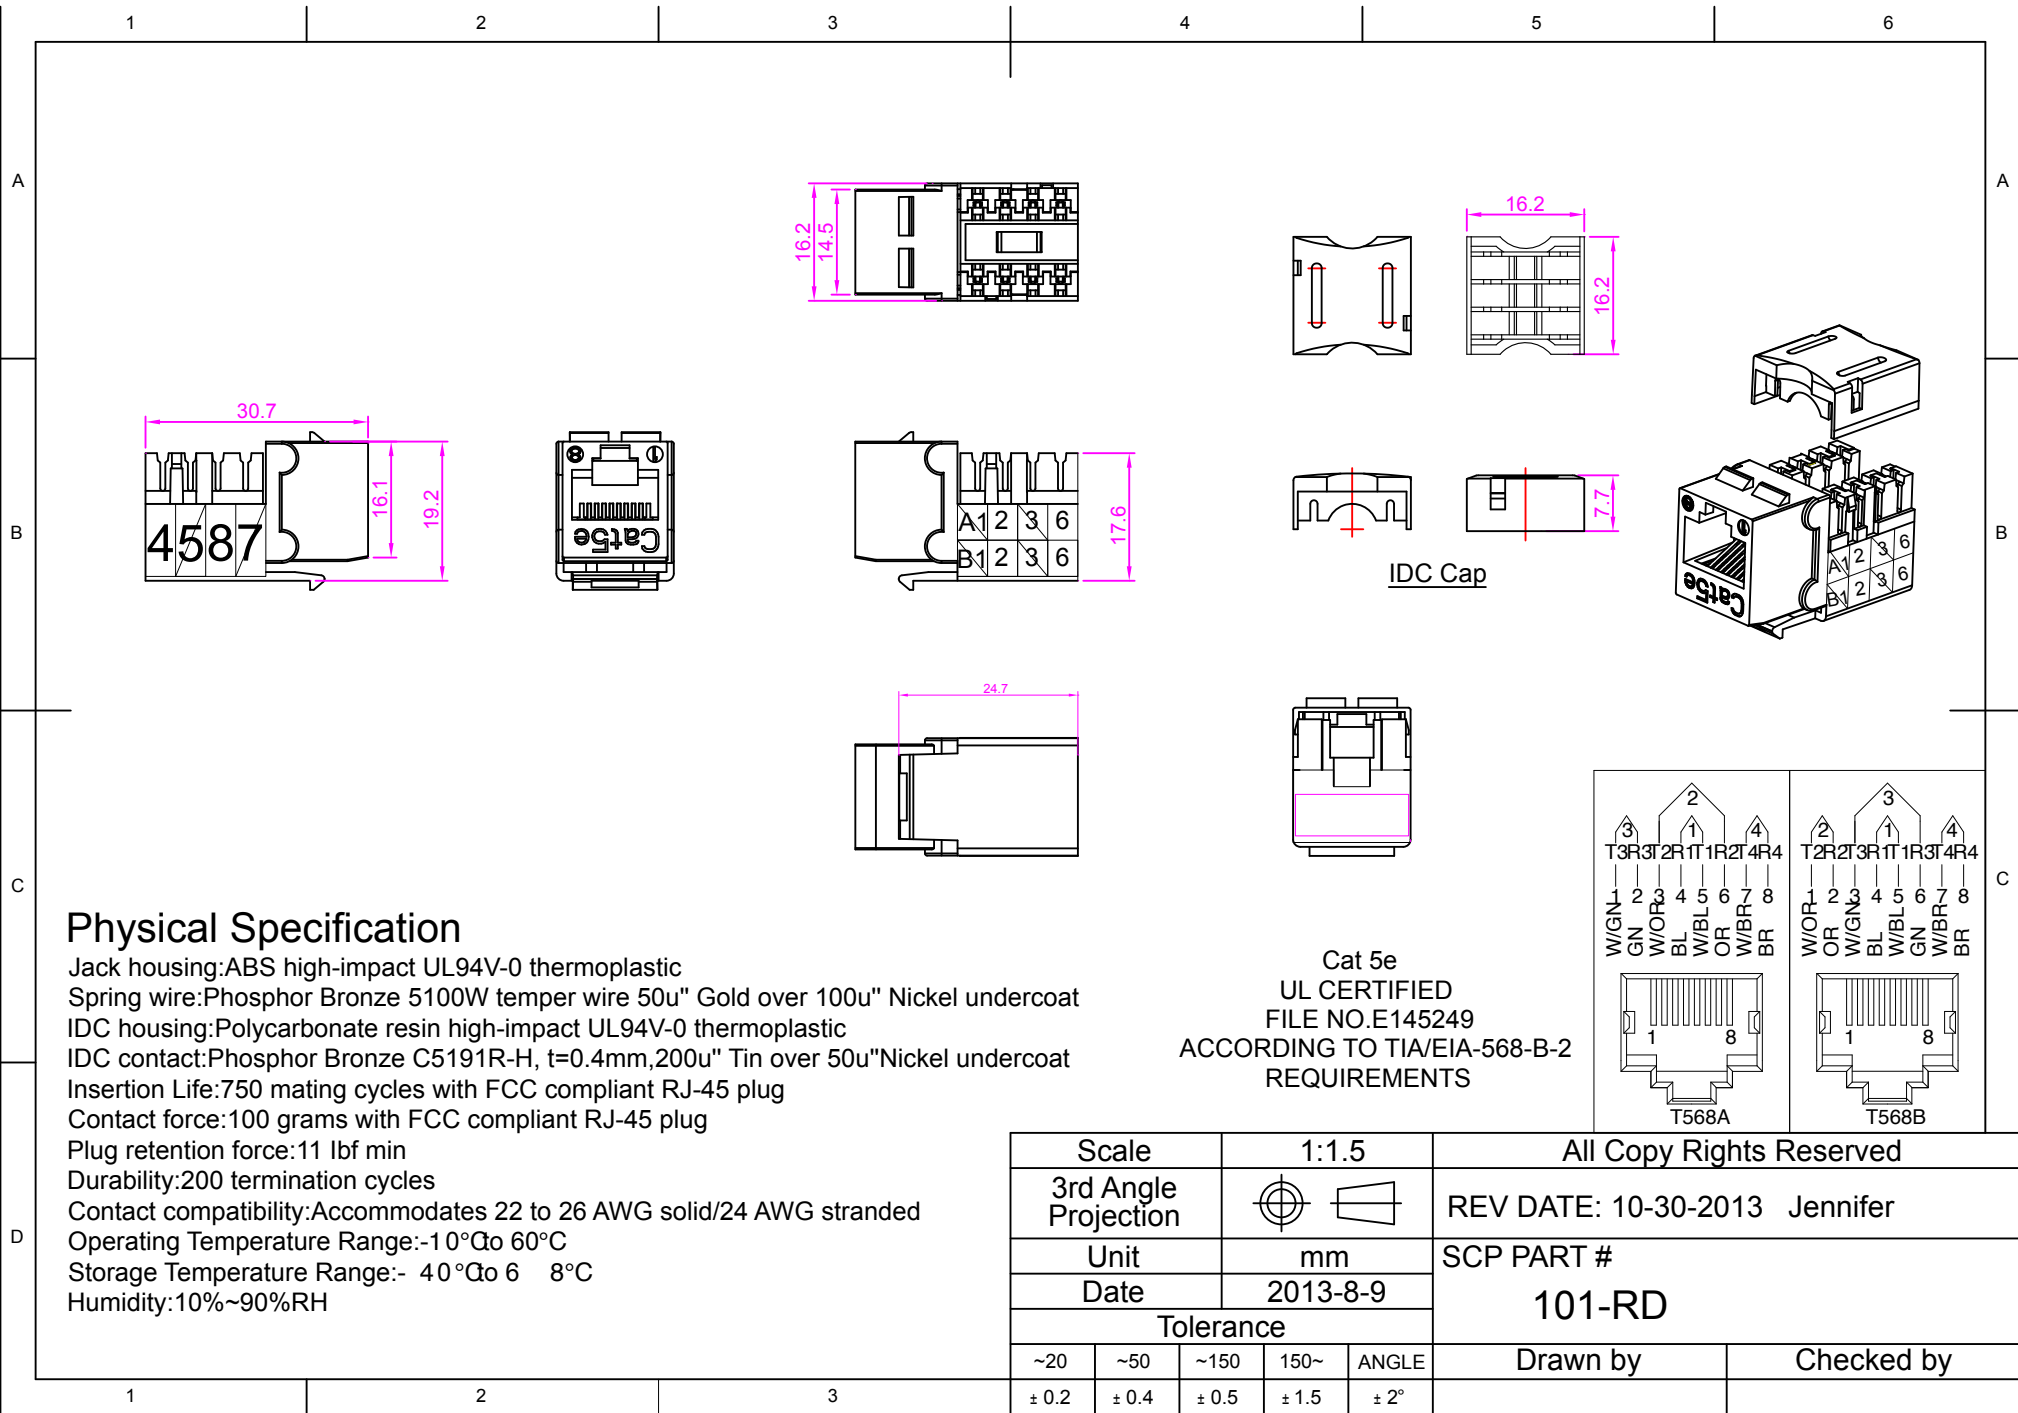 1 2 3 4 5 6
A
A
16.2
14.5
16.2
16.2
30.7
16.1
19.2
4587
8 1
Cat5e
A1 2 3 6
B1 2 3 6
17.6
7.7
IDC Cap
8 1
Cat5e
A1 2 3 6
B1 2 3 6
B
B
24.7
2
3 1 4
T3R3T2R1T1R2T4R4
1 2 3 4 5 6 7 8
W/GN GN W/OR BL W/BL OR W/BR BR
1 8
T568A
3
2 1 4
T2R2T3R1T1R3T4R4
1 2 3 4 5 6 7 8
W/OR OR W/GN BL W/BL GN W/BR BR
1 8
T568B
C
C
Physical Specification
Jack housing:ABS high-impact UL94V-0 thermoplastic
Spring wire:Phosphor Bronze 5100W temper wire 50u" Gold over 100u" Nickel undercoat
IDC housing:Polycarbonate resin high-impact UL94V-0 thermoplastic
IDC contact:Phosphor Bronze C5191R-H, t=0.4mm,200u" Tin over 50u"Nickel undercoat
Insertion Life:750 mating cycles with FCC compliant RJ-45 plug
Contact force:100 grams with FCC compliant RJ-45 plug
Plug retention force:11 lbf min
Durability:200 termination cycles
Contact compatibility:Accommodates 22 to 26 AWG solid/24 AWG stranded
Operating Temperature Range:-10°C to 60°C
Storage Temperature Range:- 40°C to 6 8°C
Humidity:10%~90%RH
Cat 5e
UL CERTIFIED
FILE NO.E145249
ACCORDING TO TIA/EIA-568-B-2
REQUIREMENTS
D
Scale 1:1.5 All Copy Rights Reserved
3rd Angle
Projection
REV DATE: 10-30-2013 Jennifer
Unit mm
SCP PART #
Date 2013-8-9
101-RD
Tolerance
~20 ~50 ~150 150~ ANGLE
Drawn by Checked by
± 0.2 ± 0.4 ± 0.5 ± 1.5 ± 2°
1 2 3